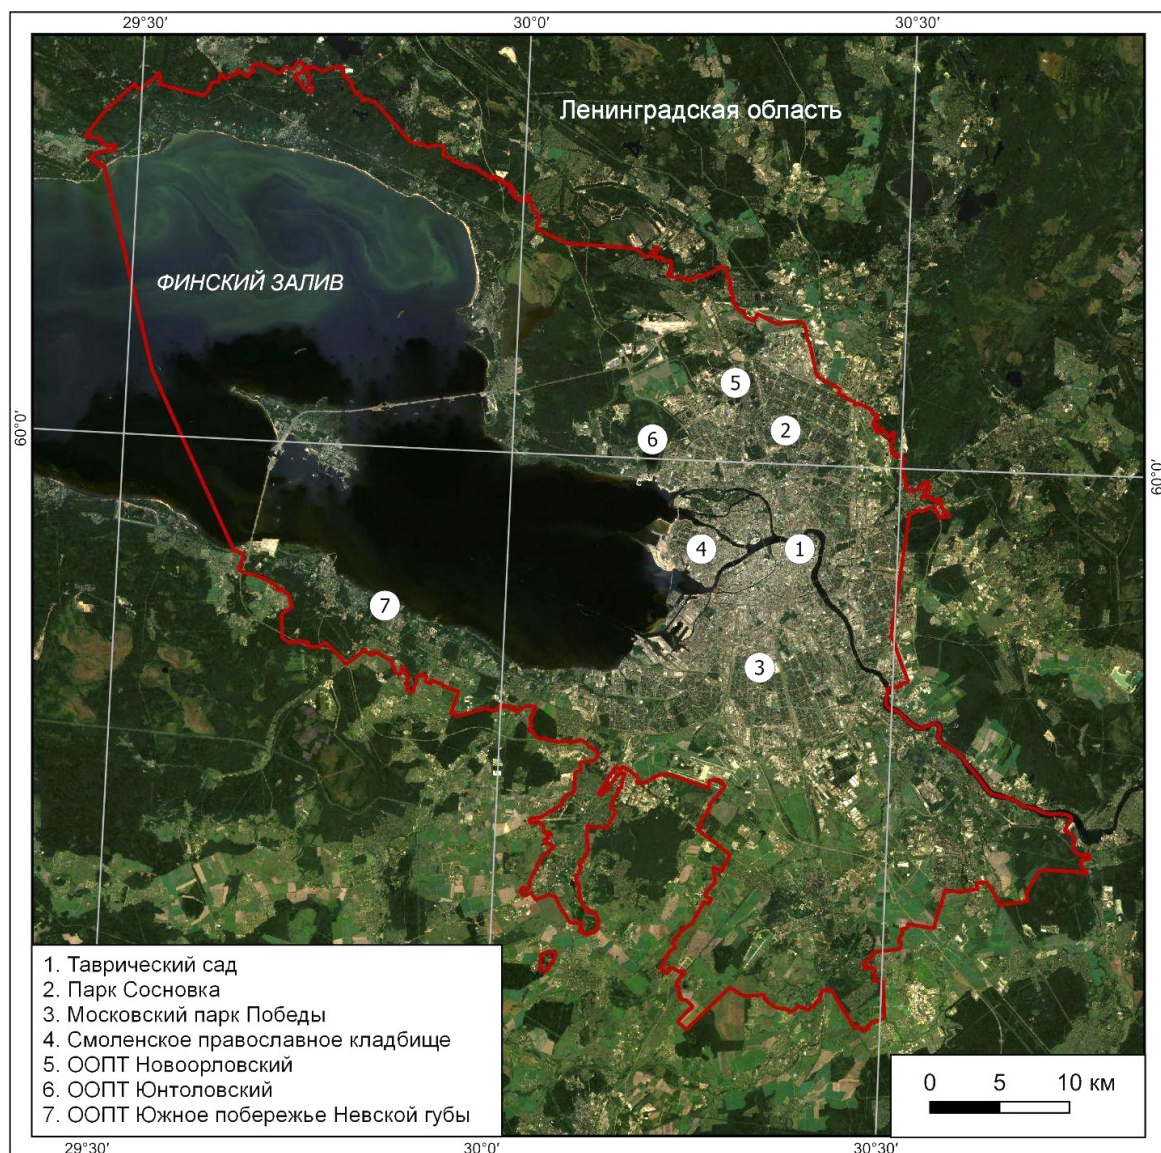 29°30′ 30°0′ 30°30′
Ленинградская область
ФИНСКИЙ ЗАЛИВ
5
2
6
60°0′
60°0′
4
1
7
3
1. Таврический сад
2. Парк Сосновка
3. Московский парк Победы
4. Смоленское православное кладбище
5. ООПТ Новоорловский
6. ООПТ Юнтоловский
7. ООПТ Южное побережье Невской губы
0 5 10 км
29°30′ 30°0′ 30°30′